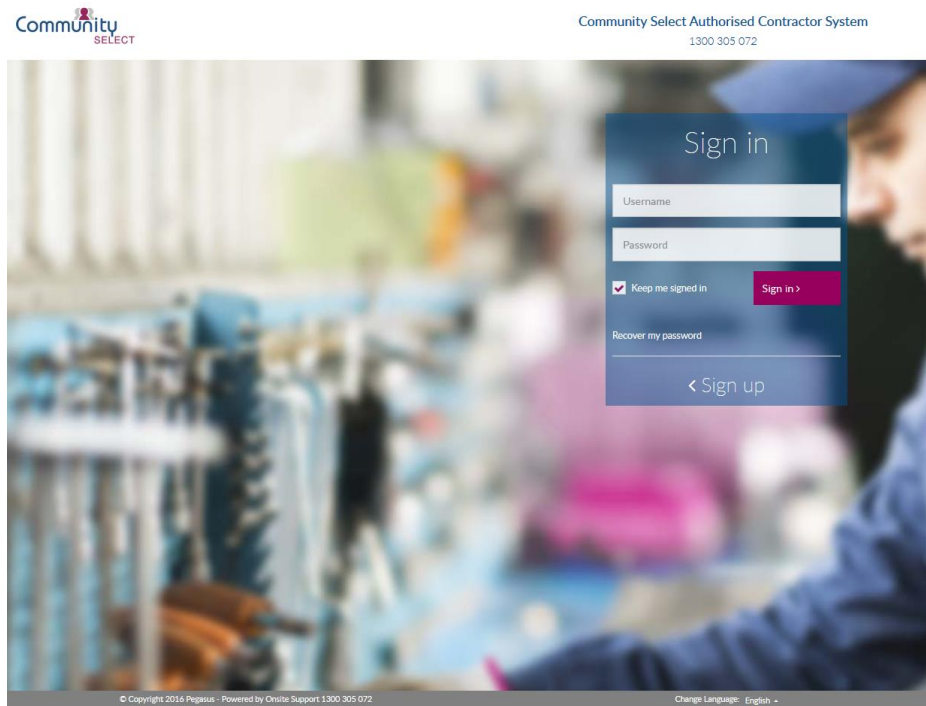 Community
SELECT
Community Select Authorised Contractor System
1300 305 072
Sign in
Username
Password
Keep me signed in
Sign in >
Recover my password
< Sign up
© Copyright 2016 Pegasus - Powered by Onsite Support 1300 305 072
Change Language: English